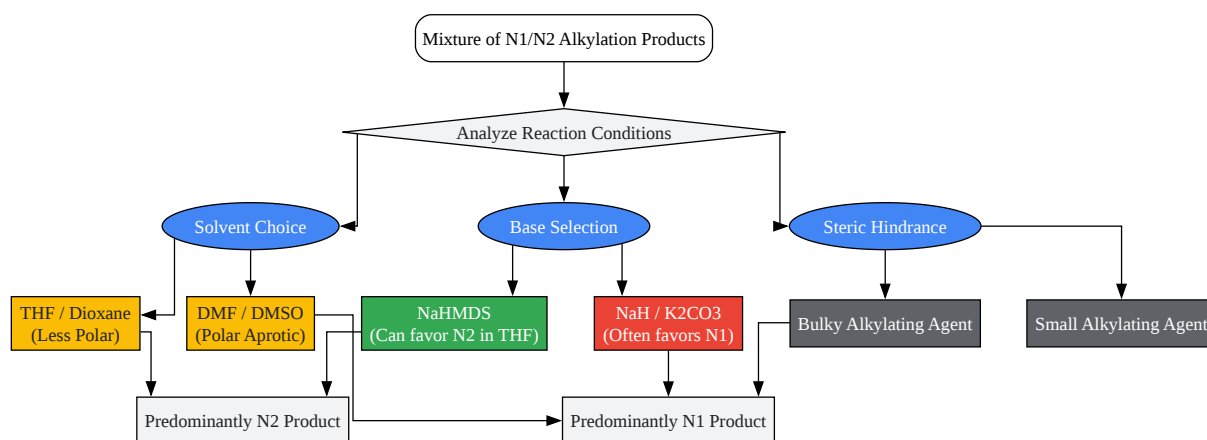 Mixture of N1/N2 Alkylation Products
Analyze Reaction Conditions
Solvent Choice
Base Selection
Steric Hindrance
THF / Dioxane
(Less Polar)
DMF / DMSO
(Polar Aprotic)
NaHMDS
(Can favor N2 in THF)
NaH / K2CO3
(Often favors N1)
Bulky Alkylating Agent
Small Alkylating Agent
Predominantly N2 Product
Predominantly N1 Product